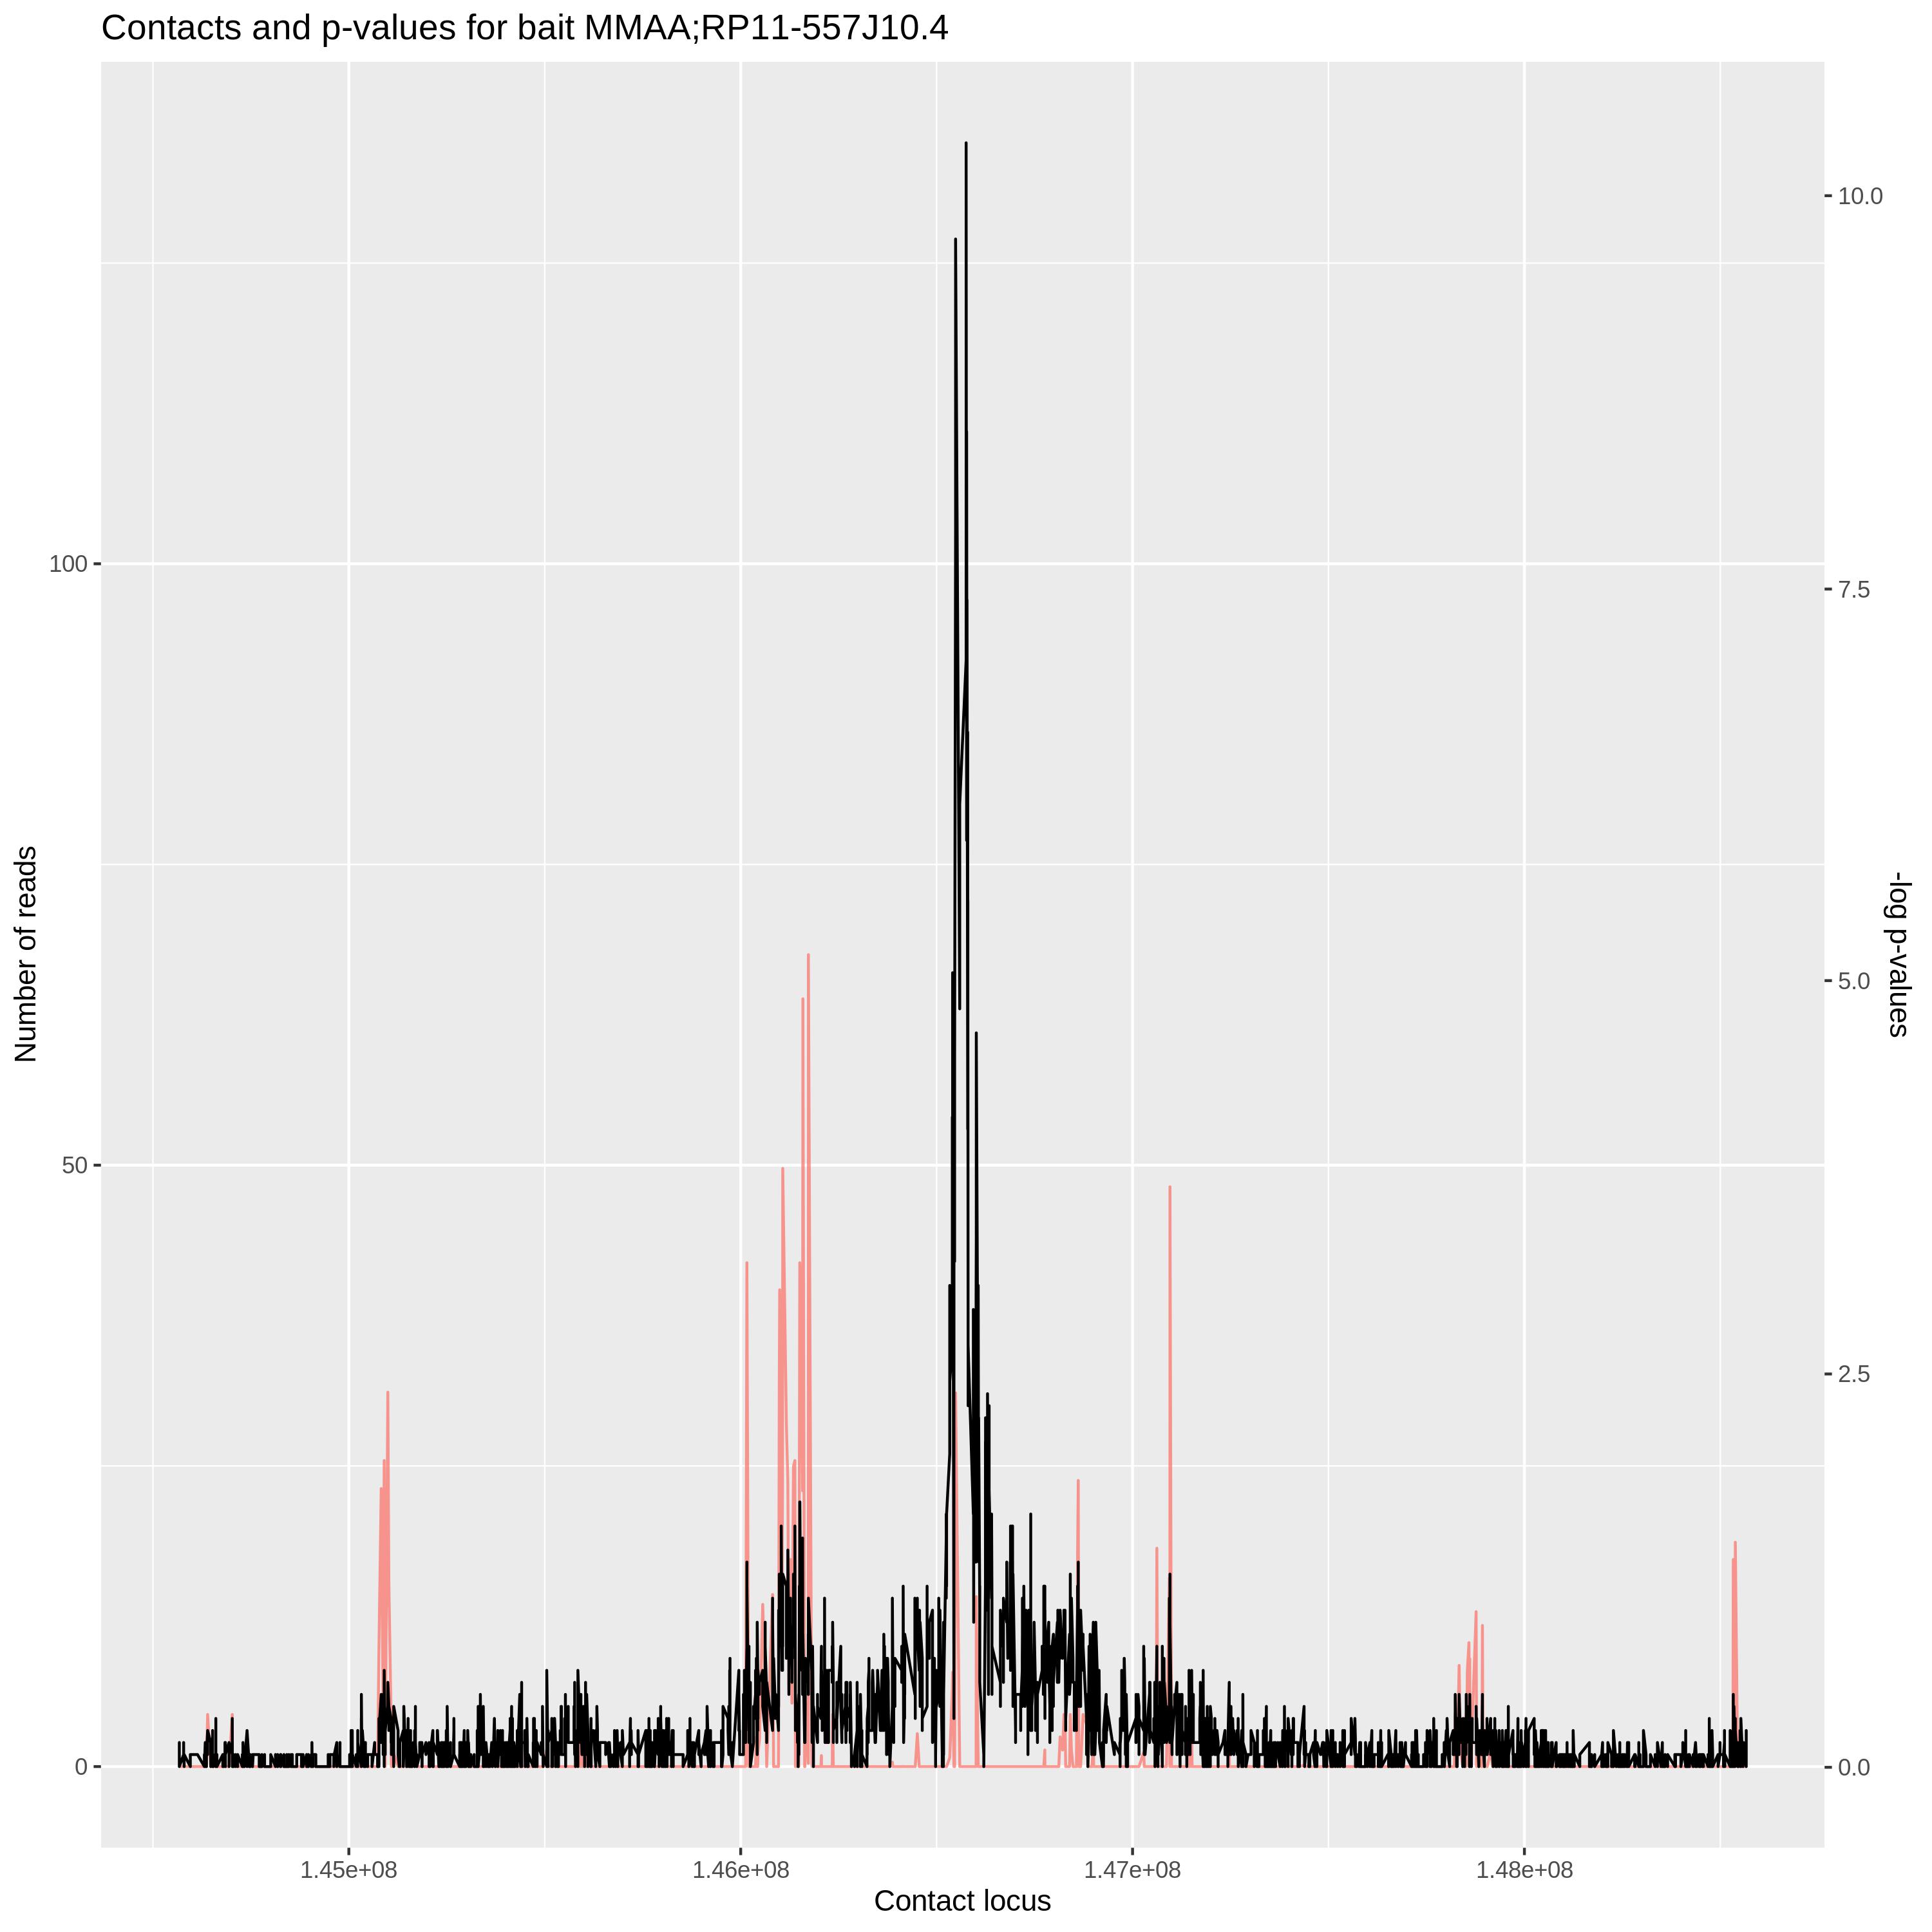 Contacts and p-values for bait MMAA;RP11-557J10.4
Number of reads
100
50
0
10.0
7.5
5.0
2.5
0.0
-log p-values
1.45e+08
1.46e+08
1.47e+08
1.48e+08
Contact locus